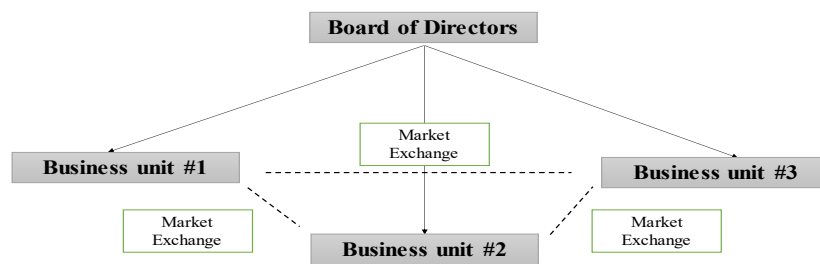 Board of Directors
Market
Exchange
Business unit #1
Business unit #3
Market
Exchange
Market
Exchange
Business unit #2